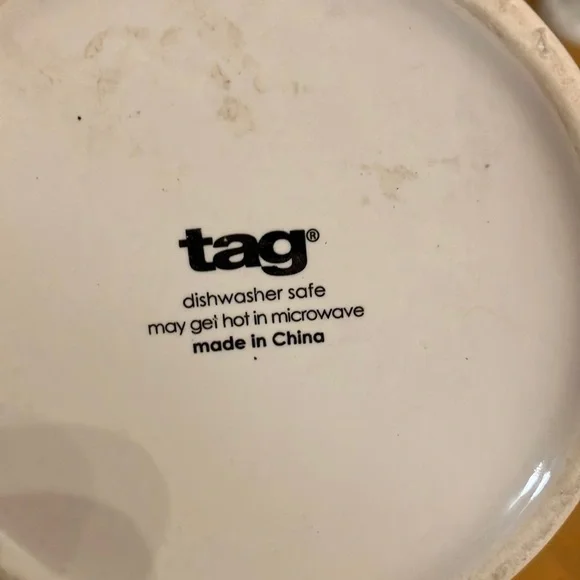 tag®
dishwasher safe
may get hot in microwave
made in China